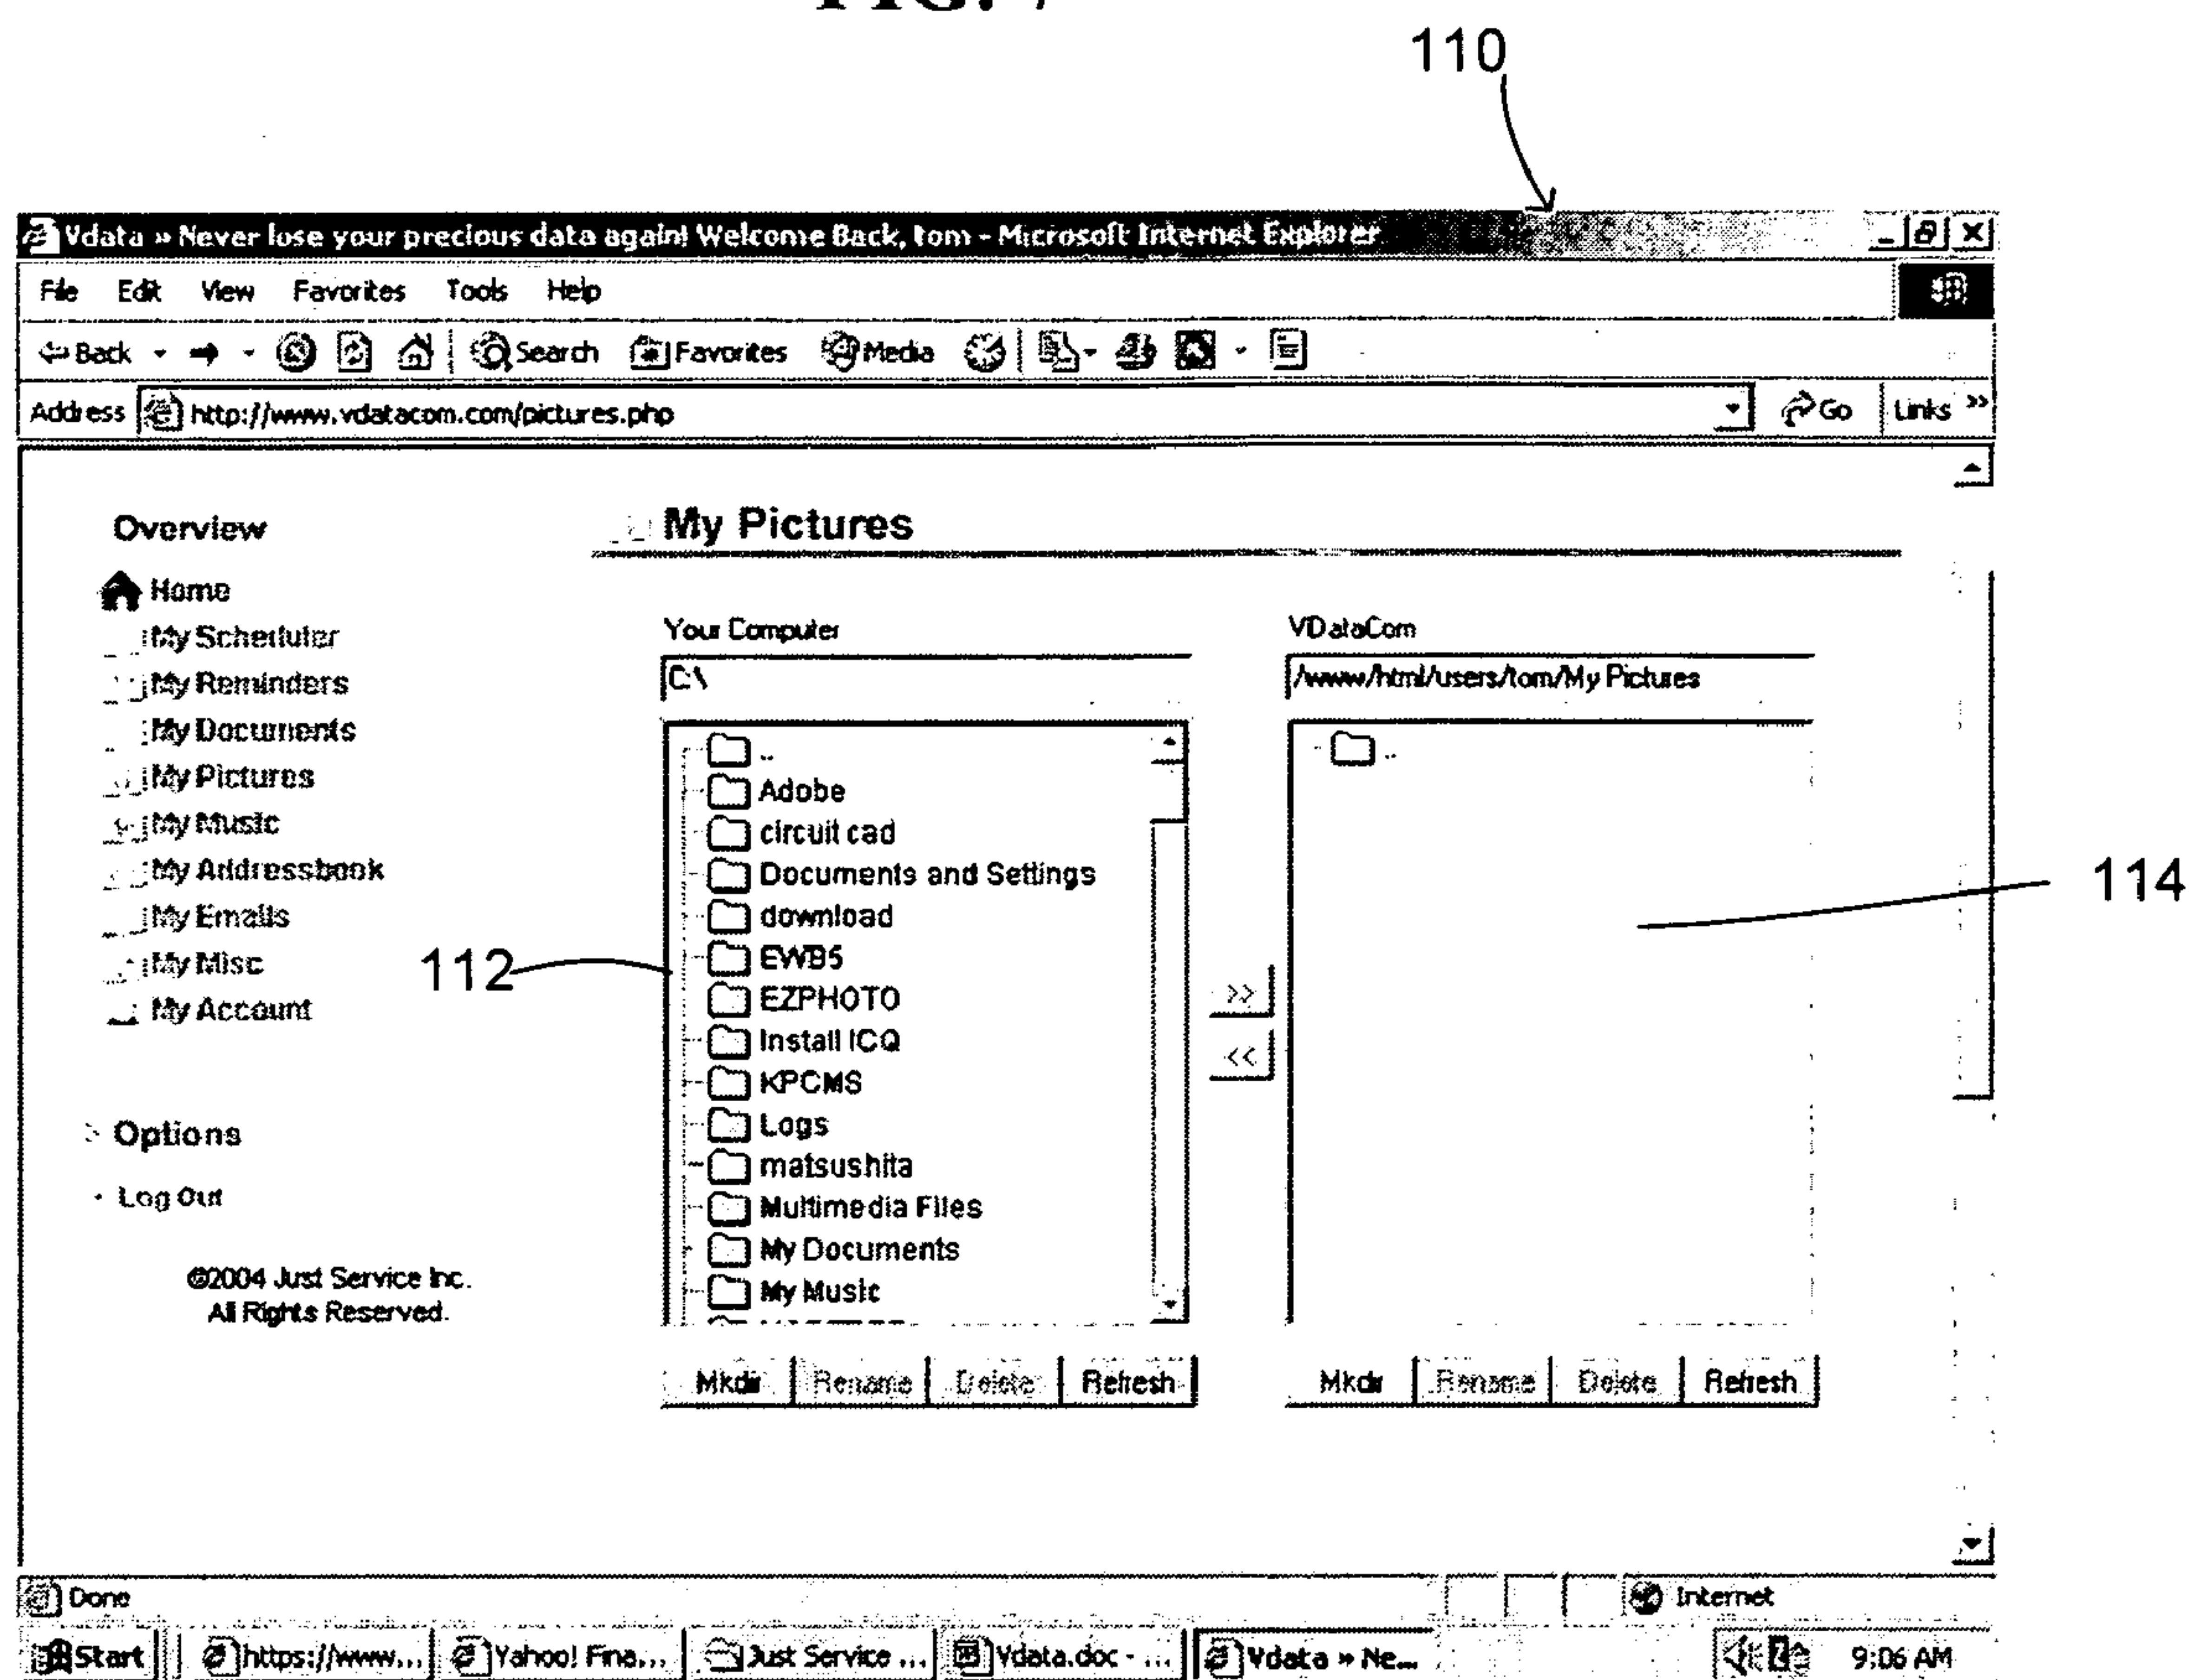 FIG. 7
110
Vdata » Never lose your precious data again! Welcome Back, tom - Microsoft Internet Explorer
File Edit View Favorites Tools Help
Back Search Favorites Media
Address http://www.vdatacom.com/pictures.php Go Links »
Overview
Home
My Scheduler
My Reminders
My Documents
My Pictures
My Music
My Addressbook
My Emails
My Misc
My Account
Options
Log Out
©2004 Just Service Inc.
All Rights Reserved.
My Pictures
Your Computer
C:\
..
Adobe
circuit cad
Documents and Settings
download
EWB5
EZPHOTO
Install ICQ
KPCMS
Logs
matsushita
Multimedia Files
My Documents
My Music
Mkdir Rename Delete Refresh
112
>>
<<
VDataCom
/www/html/users/tom/My Pictures
..
Mkdir Rename Delete Refresh
114
Done Internet
Start https://www... Yahoo! Fina... Just Service ... Vdata.doc - ... Vdata » Ne... 9:06 AM